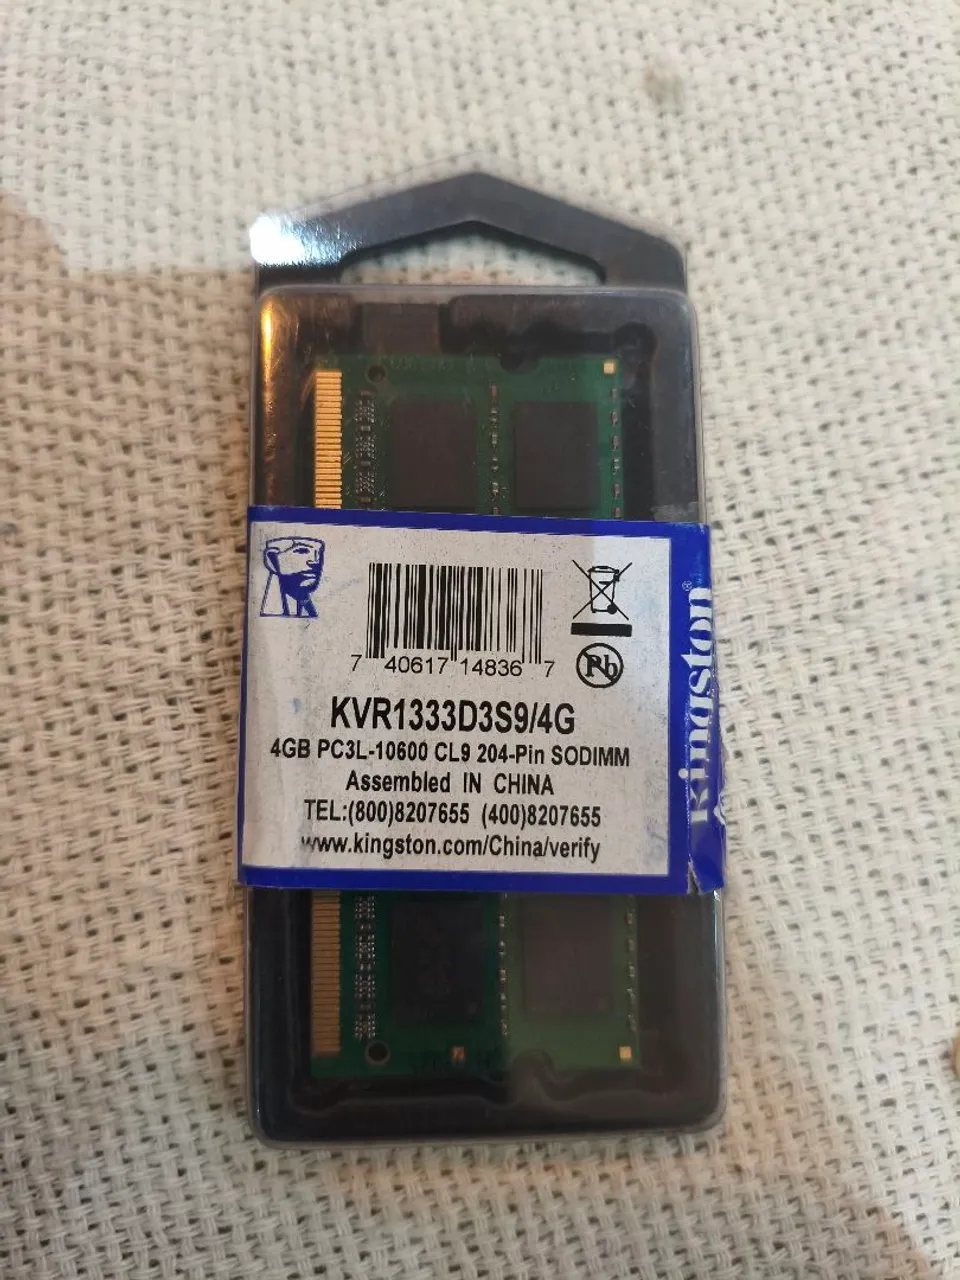 7 40617 14836 7
Pb
KVR1333D3S9/4G
4GB PC3L-10600 CL9 204-Pin SODIMM
Assembled IN CHINA
TEL:(800)8207655 (400)8207655
www.kingston.com/China/verify
Kingston®